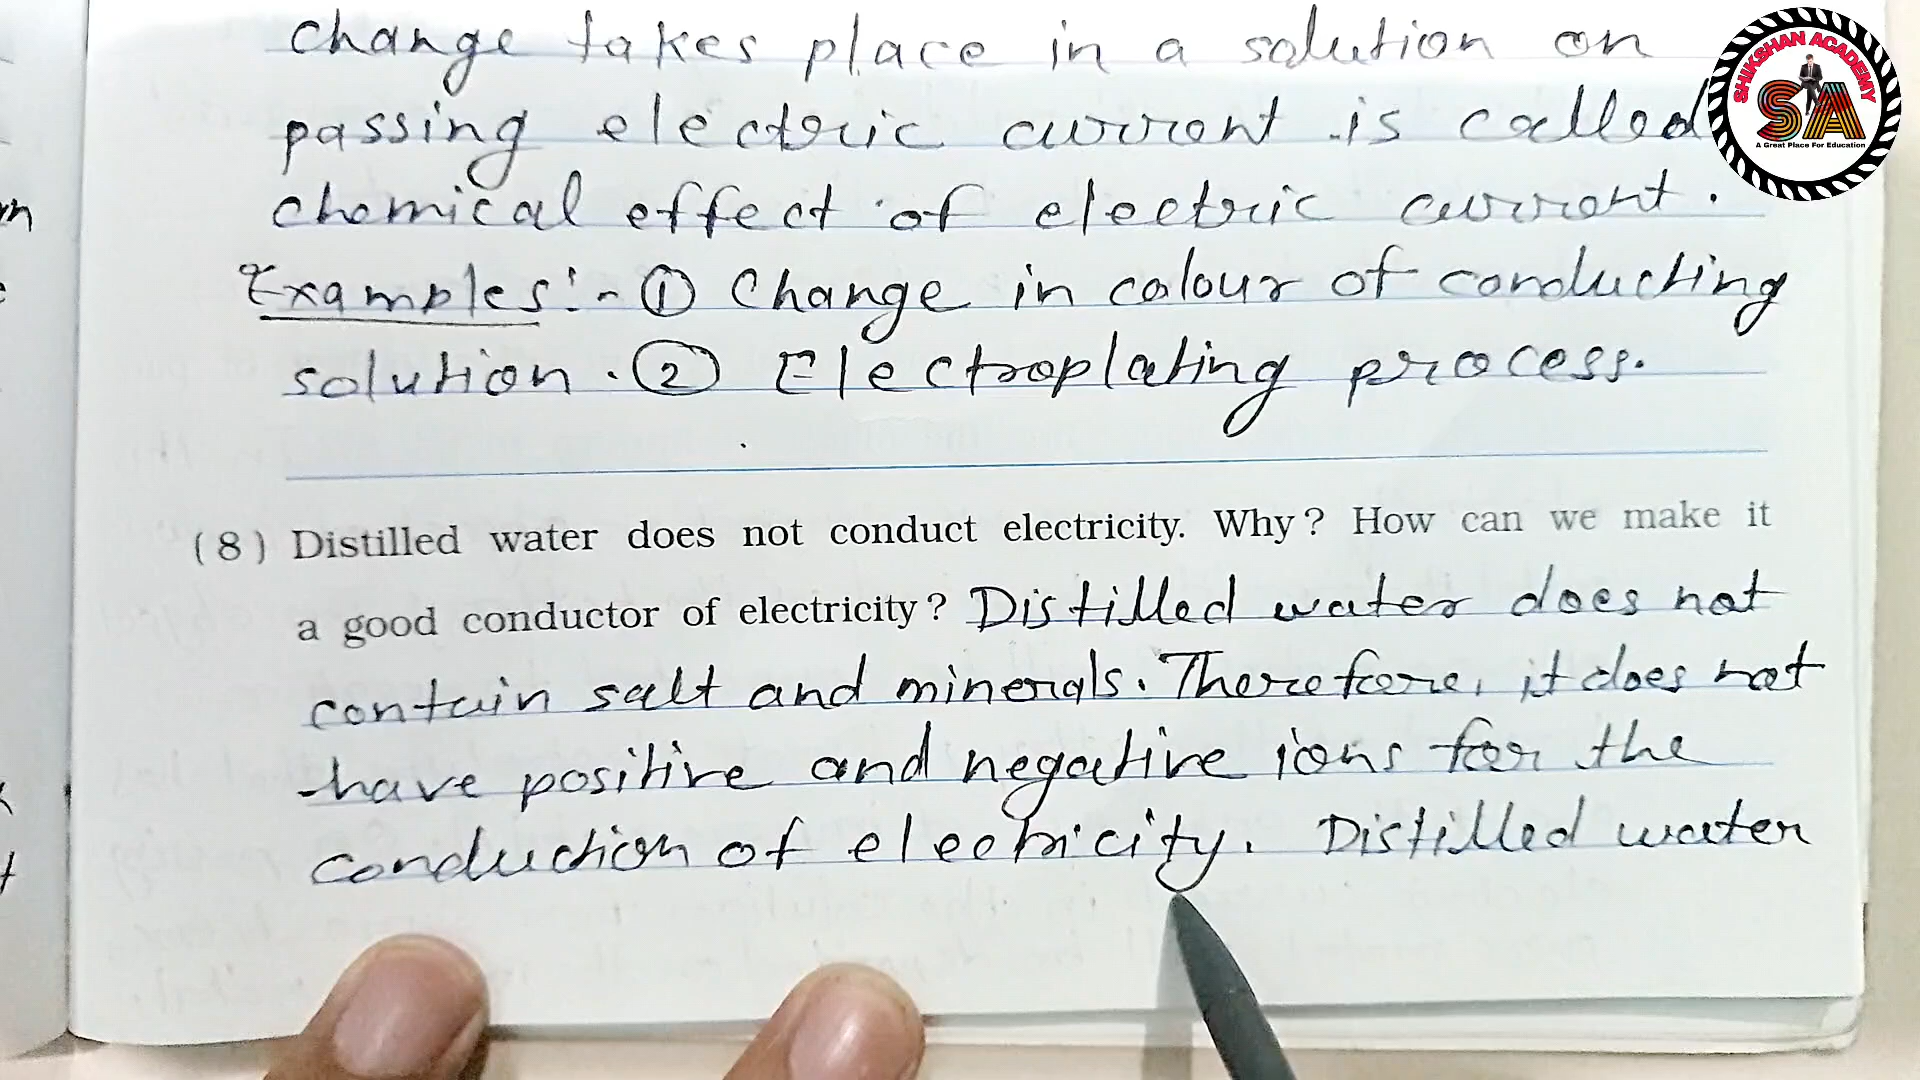 change takes place in a solution on
passing electric current is called
chemical effect of electric current.
Examples:- ① Change in colour of conducting
solution. ② Electroplating process.
(8) Distilled water does not conduct electricity. Why? How can we make it
a good conductor of electricity? Distilled water does not
contain salt and minerals. Therefore, it does not
have positive and negative ions for the
conduction of electricity. Distilled water
SHIKSHAN ACADEMY
SA
A Great Place For Education